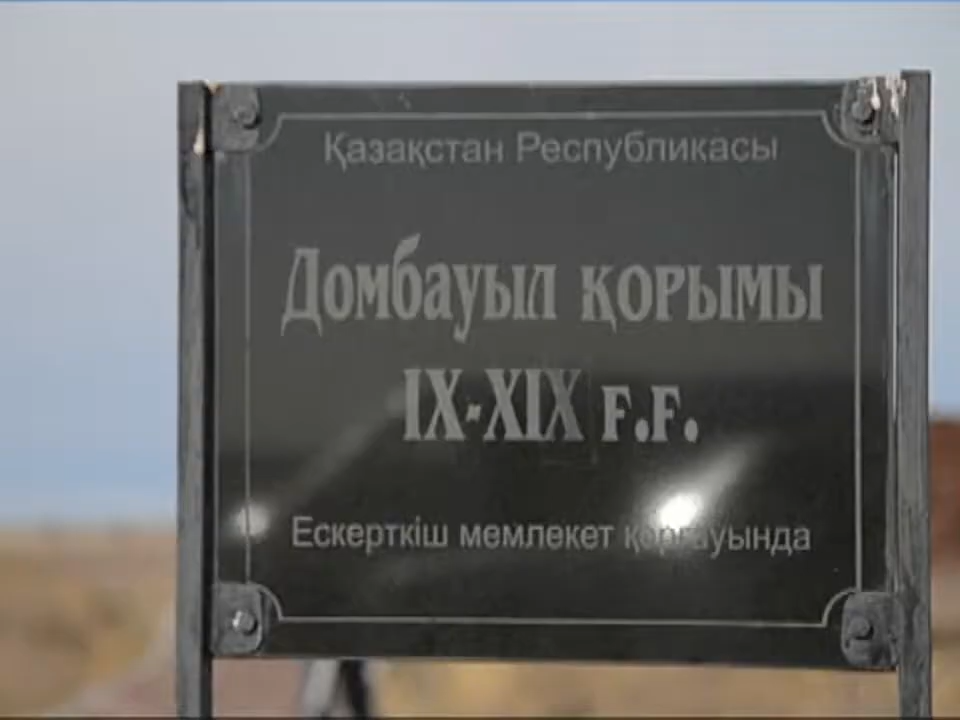 Қазақстан Республикасы
Домбауыл қорымы
IX-XIX ғ.ғ.
Ескерткіш мемлекет қорғауында